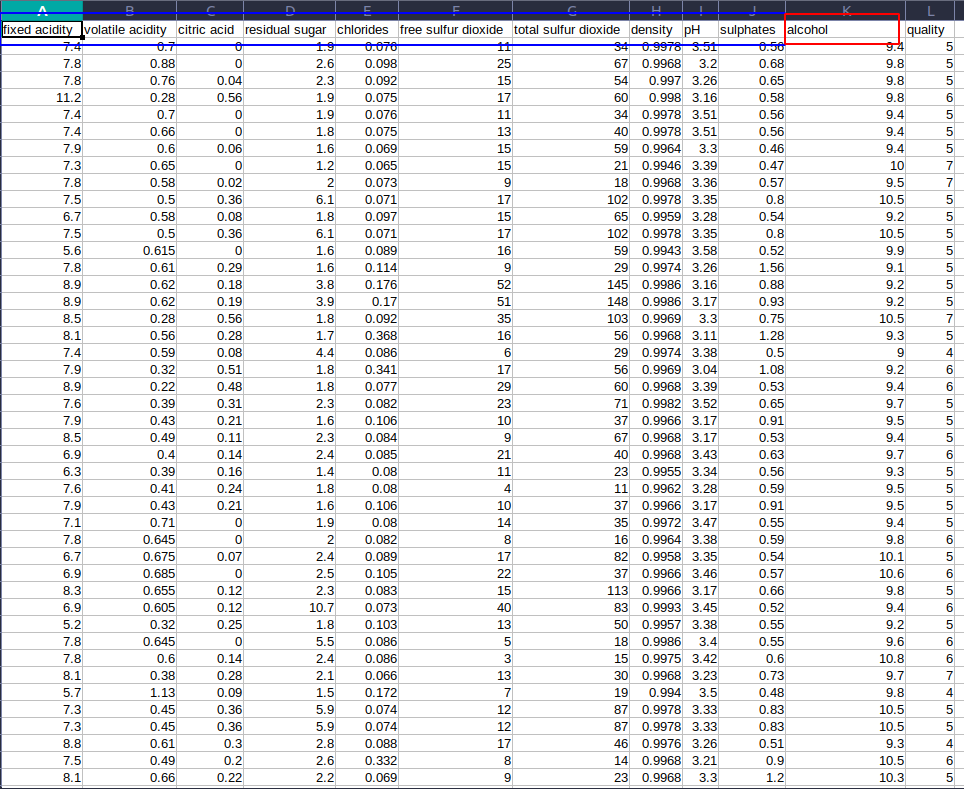 A B C D E F G H I J K L
fixed acidity volatile acidity citric acid residual sugar chlorides free sulfur dioxide total sulfur dioxide density pH sulphates alcohol quality
7.4 0.7 0 1.9 0.076 11 34 0.9978 3.51 0.56 9.4 5
7.8 0.88 0 2.6 0.098 25 67 0.9968 3.2 0.68 9.8 5
7.8 0.76 0.04 2.3 0.092 15 54 0.997 3.26 0.65 9.8 5
11.2 0.28 0.56 1.9 0.075 17 60 0.998 3.16 0.58 9.8 6
7.4 0.7 0 1.9 0.076 11 34 0.9978 3.51 0.56 9.4 5
7.4 0.66 0 1.8 0.075 13 40 0.9978 3.51 0.56 9.4 5
7.9 0.6 0.06 1.6 0.069 15 59 0.9964 3.3 0.46 9.4 5
7.3 0.65 0 1.2 0.065 15 21 0.9946 3.39 0.47 10 7
7.8 0.58 0.02 2 0.073 9 18 0.9968 3.36 0.57 9.5 7
7.5 0.5 0.36 6.1 0.071 17 102 0.9978 3.35 0.8 10.5 5
6.7 0.58 0.08 1.8 0.097 15 65 0.9959 3.28 0.54 9.2 5
7.5 0.5 0.36 6.1 0.071 17 102 0.9978 3.35 0.8 10.5 5
5.6 0.615 0 1.6 0.089 16 59 0.9943 3.58 0.52 9.9 5
7.8 0.61 0.29 1.6 0.114 9 29 0.9974 3.26 1.56 9.1 5
8.9 0.62 0.18 3.8 0.176 52 145 0.9986 3.16 0.88 9.2 5
8.9 0.62 0.19 3.9 0.17 51 148 0.9986 3.17 0.93 9.2 5
8.5 0.28 0.56 1.8 0.092 35 103 0.9969 3.3 0.75 10.5 7
8.1 0.56 0.28 1.7 0.368 16 56 0.9968 3.11 1.28 9.3 5
7.4 0.59 0.08 4.4 0.086 6 29 0.9974 3.38 0.5 9 4
7.9 0.32 0.51 1.8 0.341 17 56 0.9969 3.04 1.08 9.2 6
8.9 0.22 0.48 1.8 0.077 29 60 0.9968 3.39 0.53 9.4 6
7.6 0.39 0.31 2.3 0.082 23 71 0.9982 3.52 0.65 9.7 5
7.9 0.43 0.21 1.6 0.106 10 37 0.9966 3.17 0.91 9.5 5
8.5 0.49 0.11 2.3 0.084 9 67 0.9968 3.17 0.53 9.4 5
6.9 0.4 0.14 2.4 0.085 21 40 0.9968 3.43 0.63 9.7 6
6.3 0.39 0.16 1.4 0.08 11 23 0.9955 3.34 0.56 9.3 5
7.6 0.41 0.24 1.8 0.08 4 11 0.9962 3.28 0.59 9.5 5
7.9 0.43 0.21 1.6 0.106 10 37 0.9966 3.17 0.91 9.5 5
7.1 0.71 0 1.9 0.08 14 35 0.9972 3.47 0.55 9.4 5
7.8 0.645 0 2 0.082 8 16 0.9964 3.38 0.59 9.8 6
6.7 0.675 0.07 2.4 0.089 17 82 0.9958 3.35 0.54 10.1 5
6.9 0.685 0 2.5 0.105 22 37 0.9966 3.46 0.57 10.6 6
8.3 0.655 0.12 2.3 0.083 15 113 0.9966 3.17 0.66 9.8 5
6.9 0.605 0.12 10.7 0.073 40 83 0.9993 3.45 0.52 9.4 6
5.2 0.32 0.25 1.8 0.103 13 50 0.9957 3.38 0.55 9.2 5
7.8 0.645 0 5.5 0.086 5 18 0.9986 3.4 0.55 9.6 6
7.8 0.6 0.14 2.4 0.086 3 15 0.9975 3.42 0.6 10.8 6
8.1 0.38 0.28 2.1 0.066 13 30 0.9968 3.23 0.73 9.7 7
5.7 1.13 0.09 1.5 0.172 7 19 0.994 3.5 0.48 9.8 4
7.3 0.45 0.36 5.9 0.074 12 87 0.9978 3.33 0.83 10.5 5
7.3 0.45 0.36 5.9 0.074 12 87 0.9978 3.33 0.83 10.5 5
8.8 0.61 0.3 2.8 0.088 17 46 0.9976 3.26 0.51 9.3 4
7.5 0.49 0.2 2.6 0.332 8 14 0.9968 3.21 0.9 10.5 6
8.1 0.66 0.22 2.2 0.069 9 23 0.9968 3.3 1.2 10.3 5